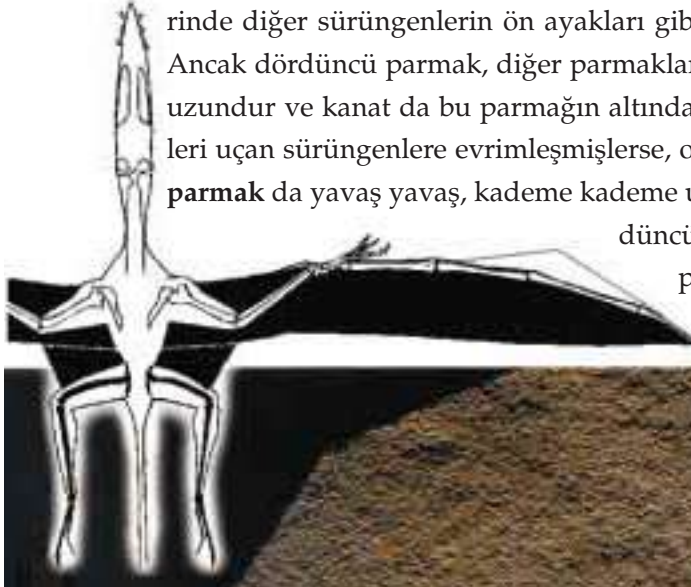 rinde diğer sürüngenlerin ön ayakları gib
Ancak dördüncü parmak, diğer parmaklar
uzundur ve kanat da bu parmağın altında
leri uçan sürüngenlere evrimleşmişlerse, o
parmak da yavaş yavaş, kademe kademe u
düncü
p